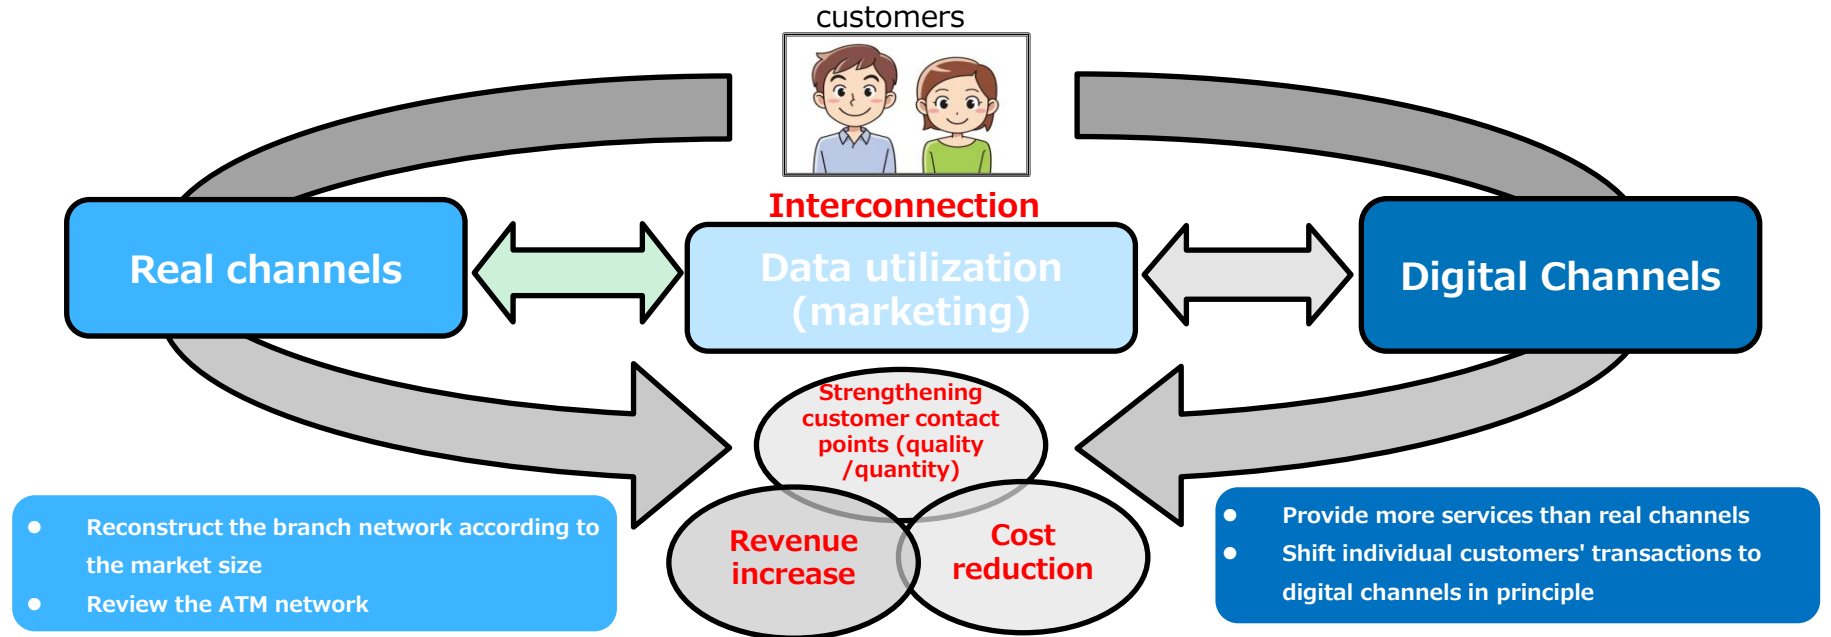 customers
Interconnection
Real channels
Data utilization
(marketing)
Digital Channels
Strengthening
customer contact
points (quality
/quantity)
Revenue
increase
Cost
reduction
● Reconstruct the branch network according to
the market size
● Review the ATM network
● Provide more services than real channels
● Shift individual customers' transactions to
digital channels in principle